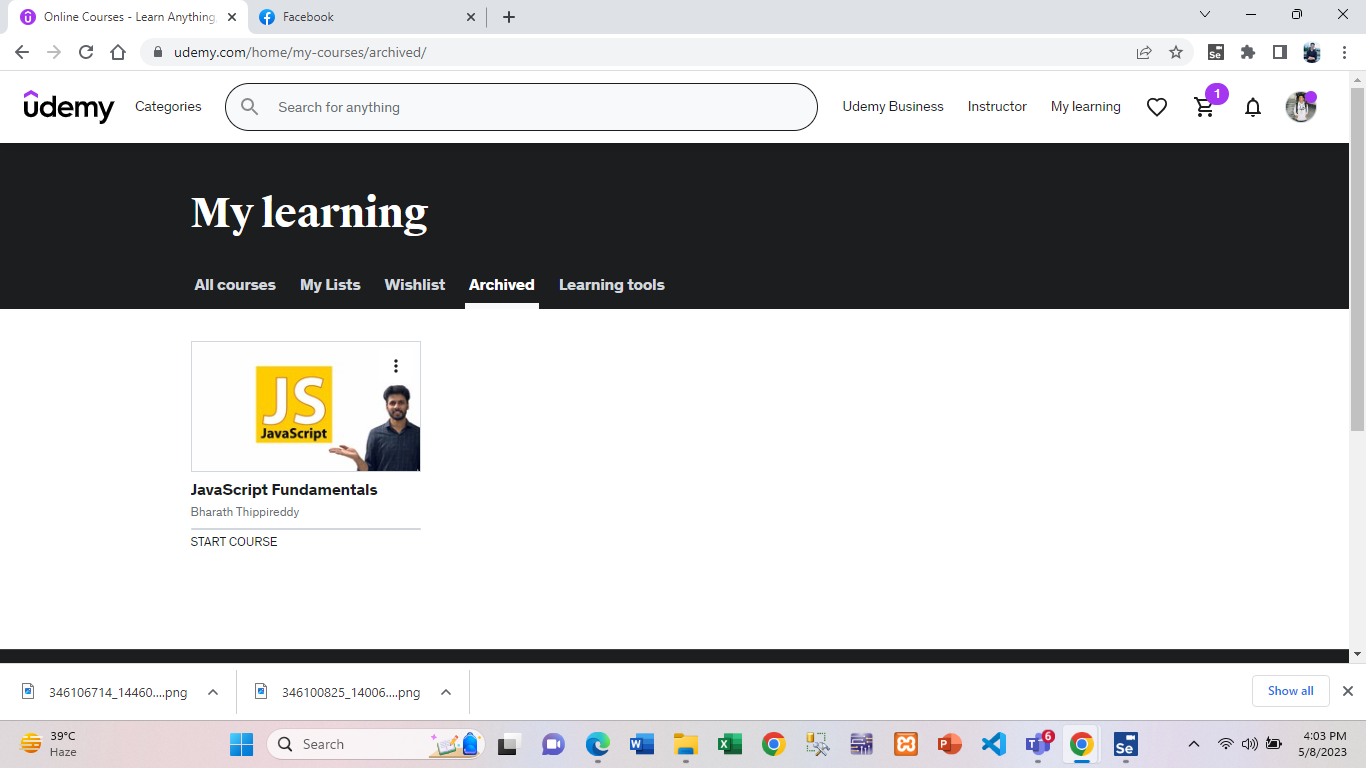 Online Courses - Learn Anything,
Facebook
udemy.com/home/my-courses/archived/
Se
udemy
Categories
Search for anything
Udemy Business
Instructor
My learning
1
My learning
All courses
My Lists
Wishlist
Archived
Learning tools
JS
JavaScript
JavaScript Fundamentals
Bharath Thippireddy
START COURSE
346106714_14460....png
346100825_14006....png
Show all
39°C
Haze
Search
6
Se
4:03 PM
5/8/2023